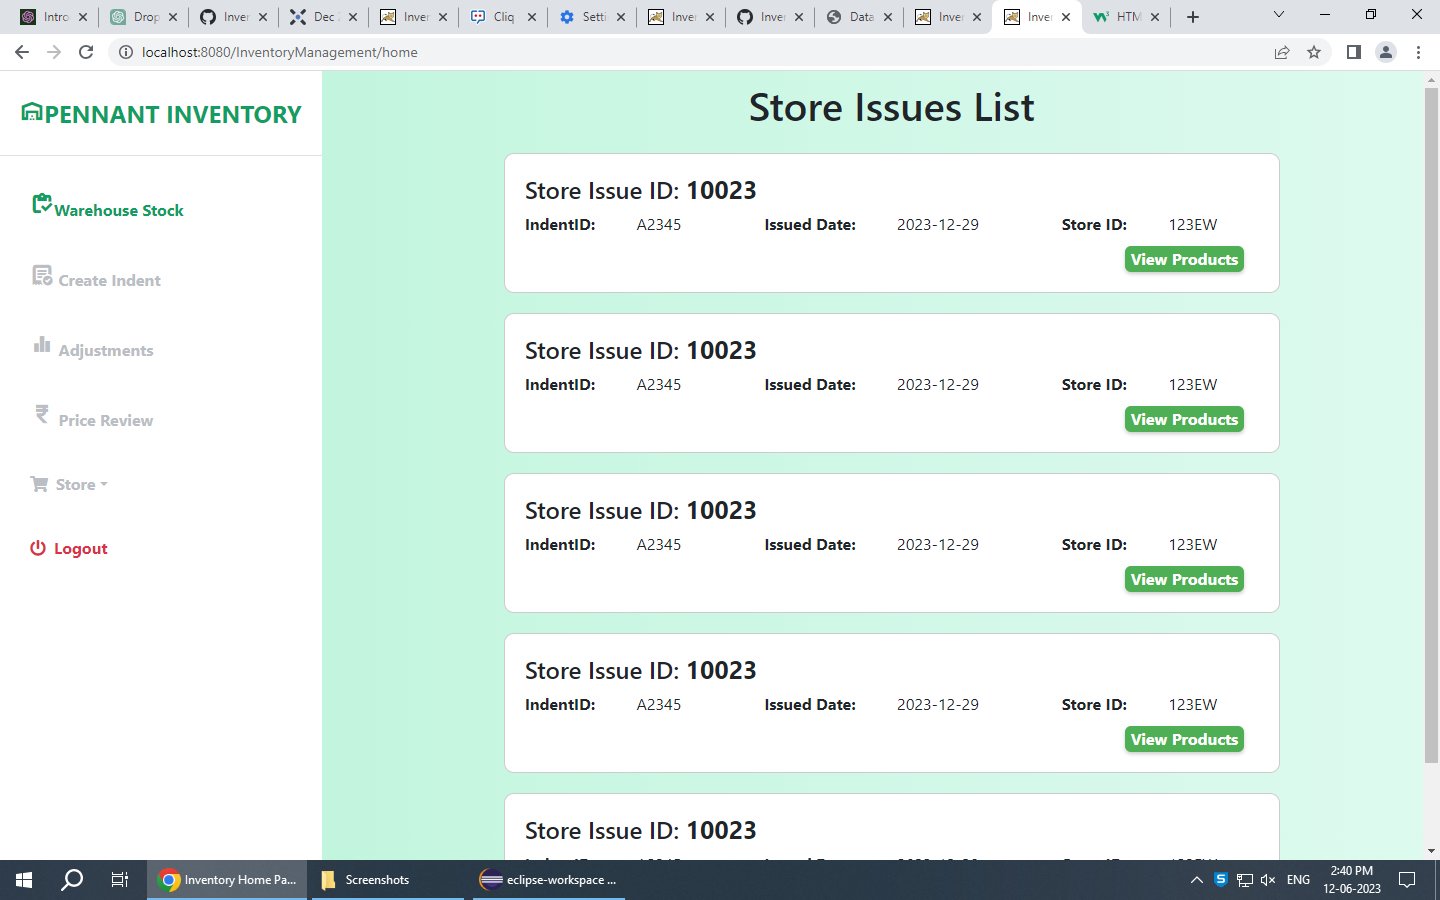 Intro
Drop
Inver
Dec
Inver
Cliq
Setti
Inver
Inver
Data
Inver
Inver
HTM
localhost:8080/InventoryManagement/home
PENNANT INVENTORY
Warehouse Stock
Create Indent
Adjustments
Price Review
Store
Logout
Store Issues List
Store Issue ID: 10023
IndentID: A2345 Issued Date: 2023-12-29 Store ID: 123EW
View Products
Store Issue ID: 10023
IndentID: A2345 Issued Date: 2023-12-29 Store ID: 123EW
View Products
Store Issue ID: 10023
IndentID: A2345 Issued Date: 2023-12-29 Store ID: 123EW
View Products
Store Issue ID: 10023
IndentID: A2345 Issued Date: 2023-12-29 Store ID: 123EW
View Products
Store Issue ID: 10023
Inventory Home Pa...
Screenshots
eclipse-workspace ...
ENG
2:40 PM
12-06-2023